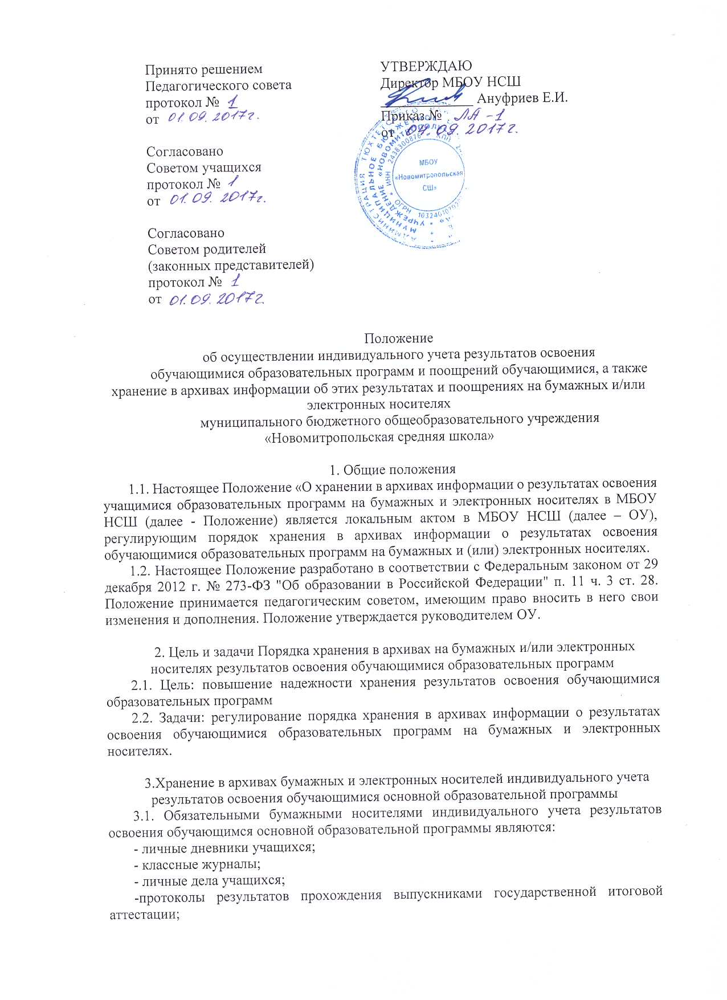 Принято решением
Педагогического совета
протокол № 1
от 01.09.2017г.
Согласовано
Советом учащихся
протокол № 1
от 01.09. 2017г.
Согласовано
Советом родителей
(законных представителей)
протокол № 1
от 01.09.2017г.
УТВЕРЖДАЮ
Директор МБОУ НСШ
Ануфриев Е.И.
Приказ № ЛА-1
от 04.09.2017г.
МБОУ
«Новомитропольская
СШ»
Положение
об осуществлении индивидуального учета результатов освоения
обучающимися образовательных программ и поощрений обучающимися, а также
хранение в архивах информации об этих результатах и поощрениях на бумажных и/или
электронных носителях
муниципального бюджетного общеобразовательного учреждения
«Новомитропольская средняя школа»
1. Общие положения
1.1. Настоящее Положение «О хранении в архивах информации о результатах освоения
учащимися образовательных программ на бумажных и электронных носителях в МБОУ
НСШ (далее - Положение) является локальным актом в МБОУ НСШ (далее – ОУ),
регулирующим порядок хранения в архивах информации о результатах освоения
обучающимися образовательных программ на бумажных и (или) электронных носителях.
1.2. Настоящее Положение разработано в соответствии с Федеральным законом от 29
декабря 2012 г. № 273-ФЗ "Об образовании в Российской Федерации" п. 11 ч. 3 ст. 28.
Положение принимается педагогическим советом, имеющим право вносить в него свои
изменения и дополнения. Положение утверждается руководителем ОУ.
2. Цель и задачи Порядка хранения в архивах на бумажных и/или электронных
носителях результатов освоения обучающимися образовательных программ
2.1. Цель: повышение надежности хранения результатов освоения обучающимися
образовательных программ
2.2. Задачи: регулирование порядка хранения в архивах информации о результатах
освоения обучающимися образовательных программ на бумажных и электронных
носителях.
3.Хранение в архивах бумажных и электронных носителей индивидуального учета
результатов освоения обучающимися основной образовательной программы
3.1. Обязательными бумажными носителями индивидуального учета результатов
освоения обучающимся основной образовательной программы являются:
- личные дневники учащихся;
- классные журналы;
- личные дела учащихся;
-протоколы результатов прохождения выпускниками государственной итоговой
аттестации;